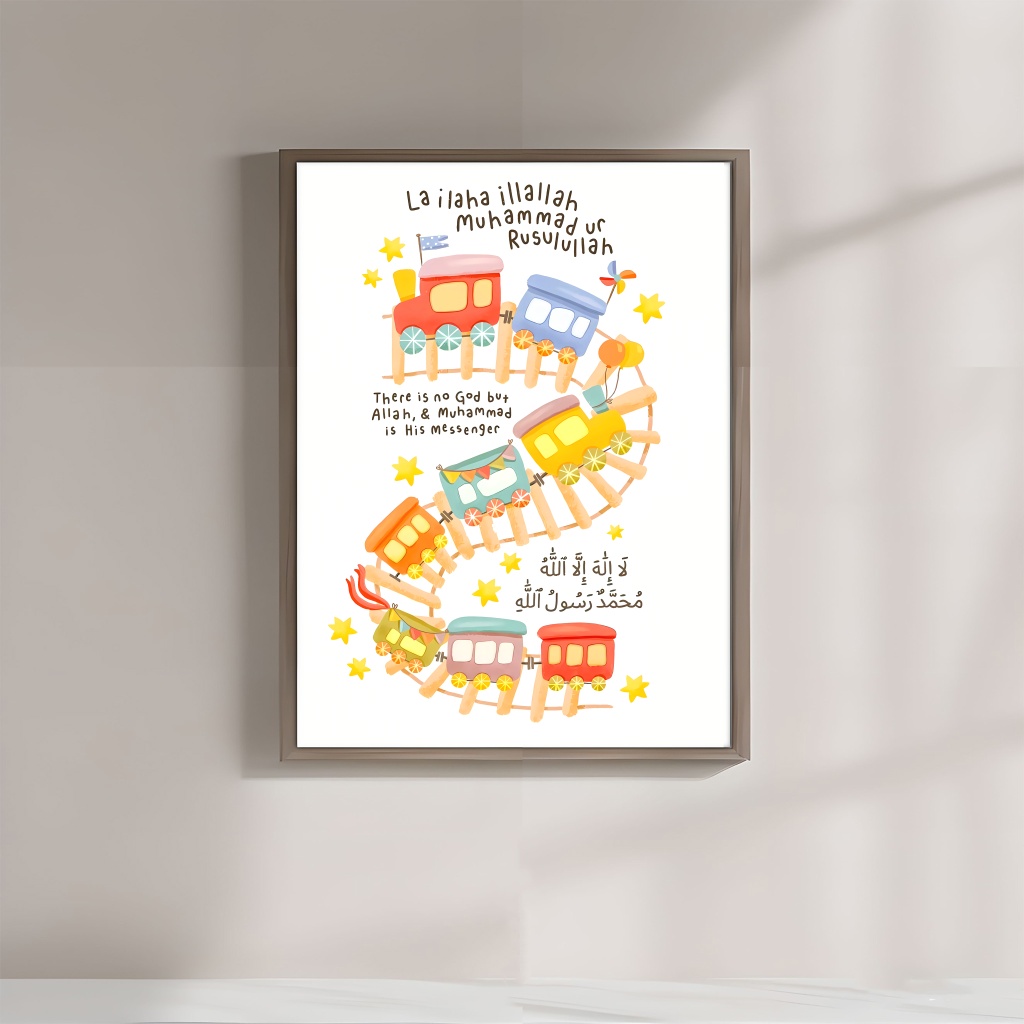 La ilaha illallah
Muhammad ur
Rusulullah
There is no God but
Allah, & Muhammad
is His messenger
لَا إِلَٰهَ إِلَّا ٱللَّٰهُ
مُحَمَّدٌ رَسُولُ ٱللَّٰهِ